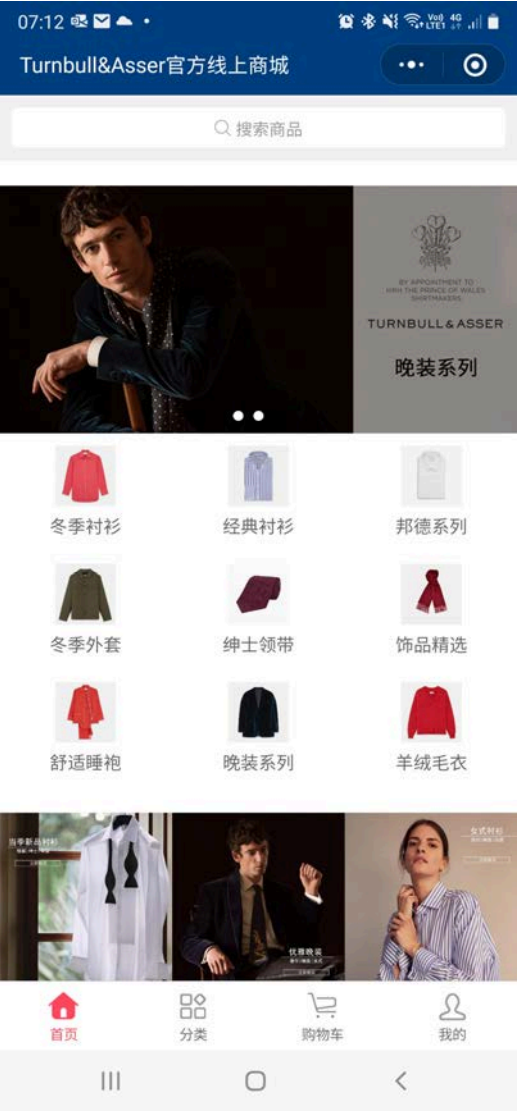 07:12
Vo)) 4G
LTE1
Turnbull&Asser官方线上商城
搜索商品
BY APPOINTMENT TO
HRH THE PRINCE OF WALES
SHIRTMAKERS
TURNBULL & ASSER
晚装系列
冬季衬衫 经典衬衫 邦德系列
冬季外套 绅士领带 饰品精选
舒适睡袍 晚装系列 羊绒毛衣
当季新品衬衫
优雅晚装
女式衬衫
首页 分类 购物车 我的